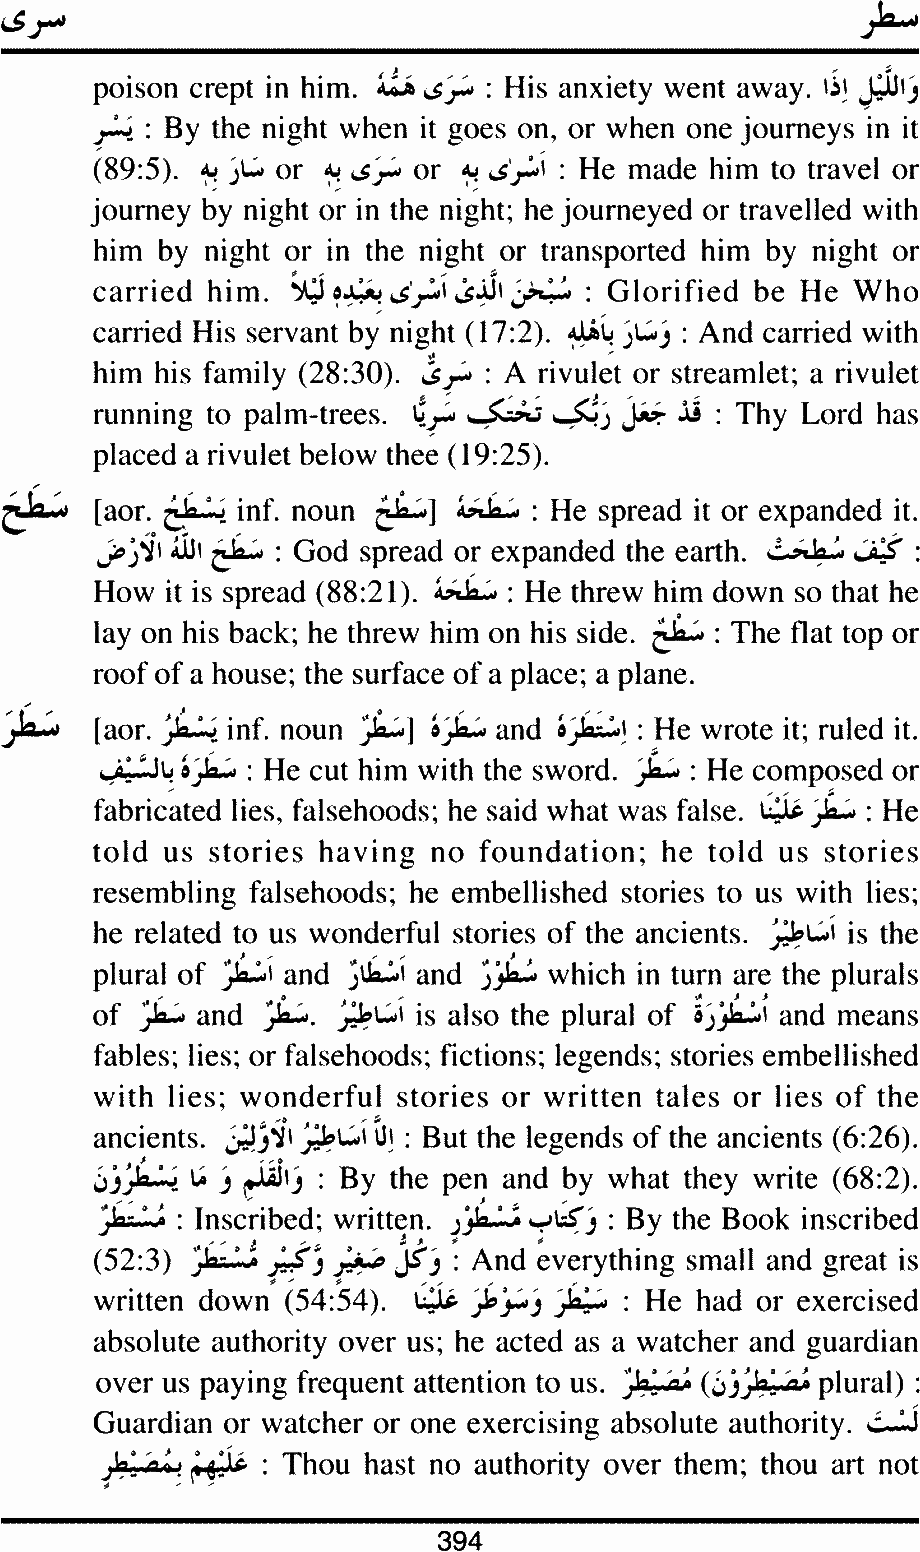 سری سطر
poison crept in him. سَرَی هَمُّهٗ : His anxiety went away. وَالَّیْلِ اِذَا
یَسْرِ : By the night when it goes on, or when one journeys in it
(89:5). سَارَ بِهٖ or سَرَی بِهٖ or اَسْرٰی بِهٖ : He made him to travel or
journey by night or in the night; he journeyed or travelled with
him by night or in the night or transported him by night or
carried him. سُبْحٰنَ الَّذِیْ اَسْرٰی بِعَبْدِهٖ لَیْلاً : Glorified be He Who
carried His servant by night (17:2). وَسَارَ بِاَهْلِهٖ : And carried with
him his family (28:30). سَرِیٌّ : A rivulet or streamlet; a rivulet
running to palm-trees. قَدْ جَعَلَ رَبُّکِ تَحْتَکِ سَرِیًّا : Thy Lord has
placed a rivulet below thee (19:25).
سَطَحَ [aor. یَسْطَحُ inf. noun سَطْحٌ] سَطَحَهٗ : He spread it or expanded it.
سَطَحَ اللّٰهُ الْاَرْضَ : God spread or expanded the earth. کَیْفَ سُطِحَتْ :
How it is spread (88:21). سَطَحَهٗ : He threw him down so that he
lay on his back; he threw him on his side. سَطْحٌ : The flat top or
roof of a house; the surface of a place; a plane.
سَطَرَ [aor. یَسْطُرُ inf. noun سَطْرٌ] سَطَرَهٗ and اِسْتَطَرَهٗ : He wrote it; ruled it.
سَطَرَهٗ بِالسَّیْفِ : He cut him with the sword. سَطَّرَ : He composed or
fabricated lies, falsehoods; he said what was false. سَطَّرَ عَلَیْنَا : He
told us stories having no foundation; he told us stories
resembling falsehoods; he embellished stories to us with lies;
he related to us wonderful stories of the ancients. اَسَاطِیْرُ is the
plural of اَسْطُرٌ and اَسْطَارٌ and سُطُوْرٌ which in turn are the plurals
of سَطَرٌ and سَطْرٌ. اَسَاطِیْرُ is also the plural of اُسْطُوْرَةٌ and means
fables; lies; or falsehoods; fictions; legends; stories embellished
with lies; wonderful stories or written tales or lies of the
ancients. اِلَّا اَسَاطِیْرُ الْاَوَّلِیْنَ : But the legends of the ancients (6:26).
وَالْقَلَمِ وَ مَا یَسْطُرُوْنَ : By the pen and by what they write (68:2).
مُسْتَطَرٌ : Inscribed; written. وَکِتَابٍ مَّسْطُوْرٍ : By the Book inscribed
(52:3) وَکُلُّ صَغِیْرٍ وَّکَبِیْرٍ مُّسْتَطَرٌ : And everything small and great is
written down (54:54). سَیْطَرَ وَسَوْطَرَ عَلَیْنَا : He had or exercised
absolute authority over us; he acted as a watcher and guardian
over us paying frequent attention to us. مُصَیْطِرٌ (مُصَیْطِرُوْنَ plural) :
Guardian or watcher or one exercising absolute authority. لَسْتَ
عَلَیْهِمْ بِمُصَیْطِرٍ : Thou hast no authority over them; thou art not
394